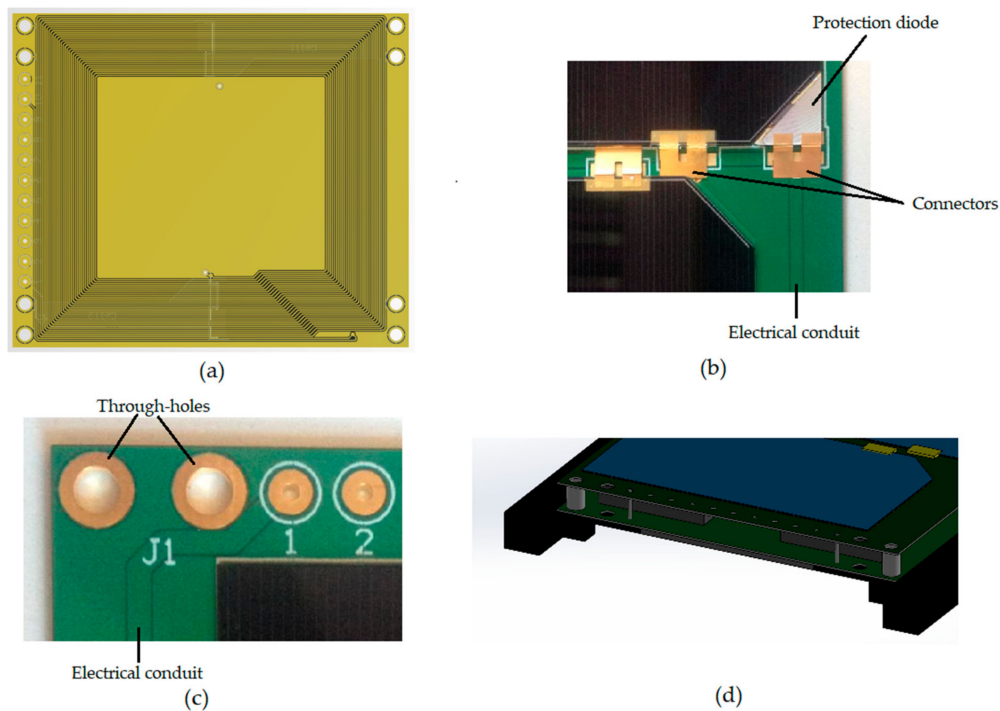 Protection diode
Connectors
Electrical conduit
(a)
(b)
Through-holes
J1
1
2
Electrical conduit
(c)
(d)